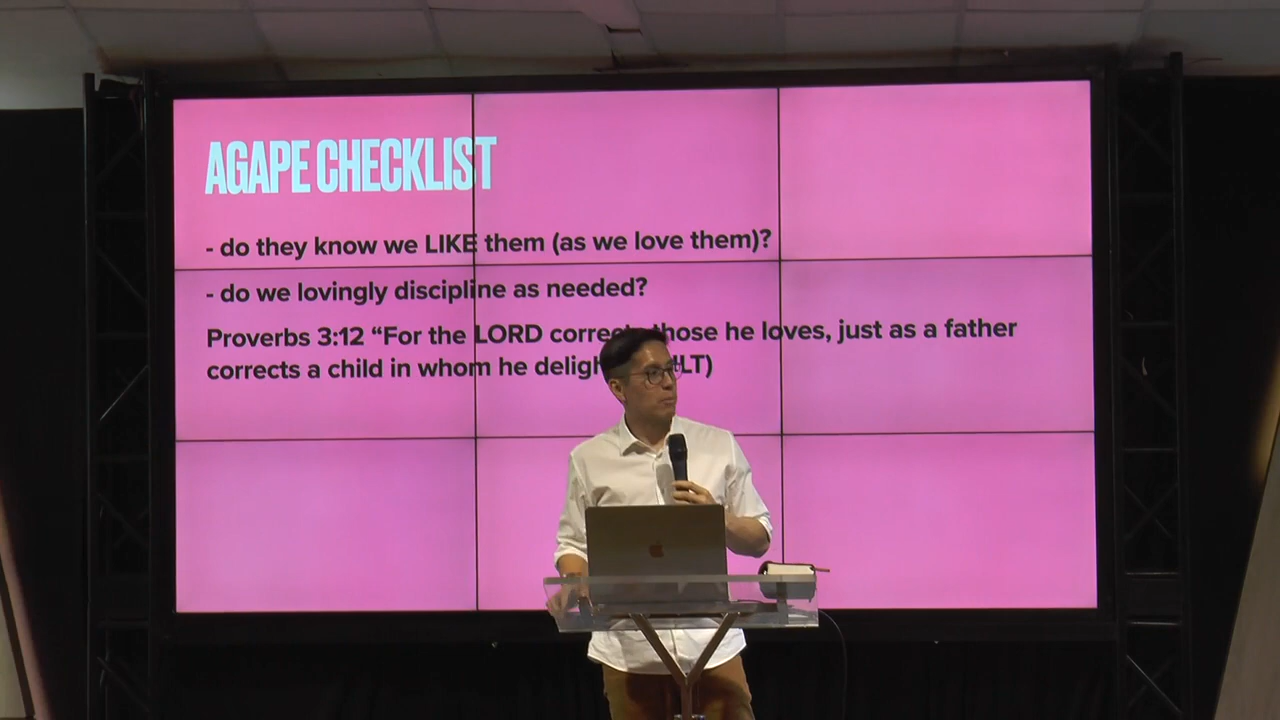 AGAPE CHECKLIST
- do they know we LIKE them (as we love them)?
- do we lovingly discipline as needed?
Proverbs 3:12 “For the LORD those he loves, just as a father
corrects a child in whom he